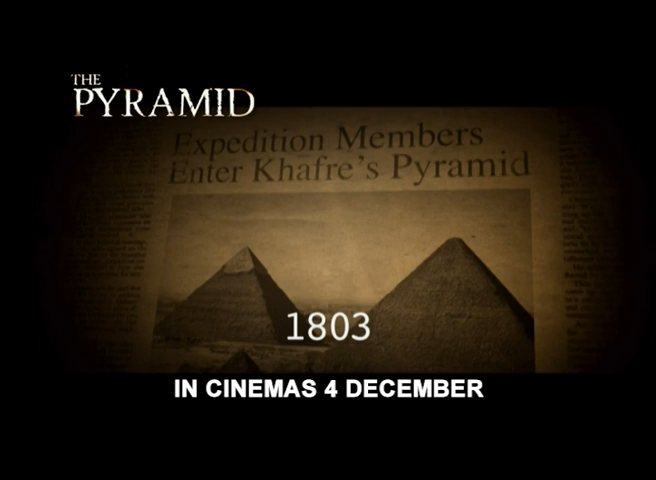 THE
PYRAMID
Expedition Members
Enter Khafre's Pyramid
1803
IN CINEMAS 4 DECEMBER